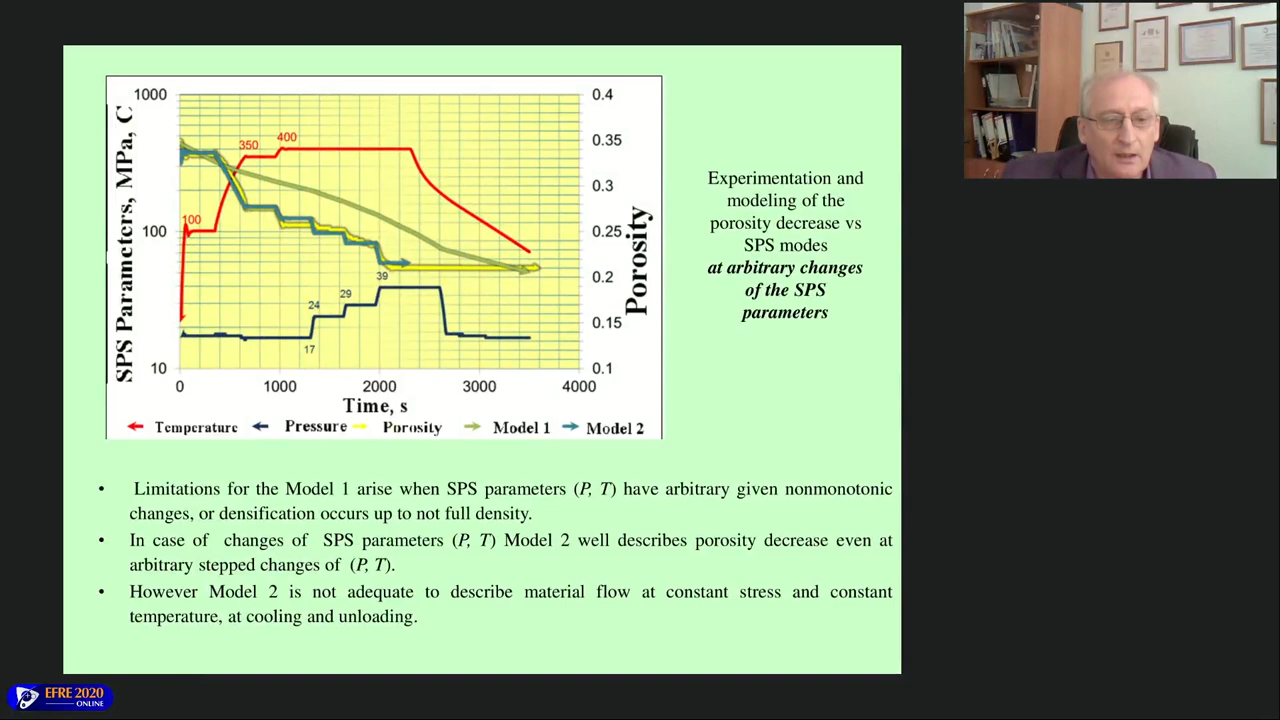 1000
100
10
SPS Parameters, MPa, C
0.4
0.35
0.3
0.25
0.2
0.15
0.1
Porosity
100
350
400
17
24
29
39
0 1000 2000 3000 4000
Time, s
Temperature Pressure Porosity Model 1 Model 2
Experimentation and
modeling of the
porosity decrease vs
SPS modes
at arbitrary changes
of the SPS
parameters
• Limitations for the Model 1 arise when SPS parameters (P, T) have arbitrary given nonmonotonic
changes, or densification occurs up to not full density.
• In case of changes of SPS parameters (P, T) Model 2 well describes porosity decrease even at
arbitrary stepped changes of (P, T).
• However Model 2 is not adequate to describe material flow at constant stress and constant
temperature, at cooling and unloading.
EFRE 2020
ONLINE